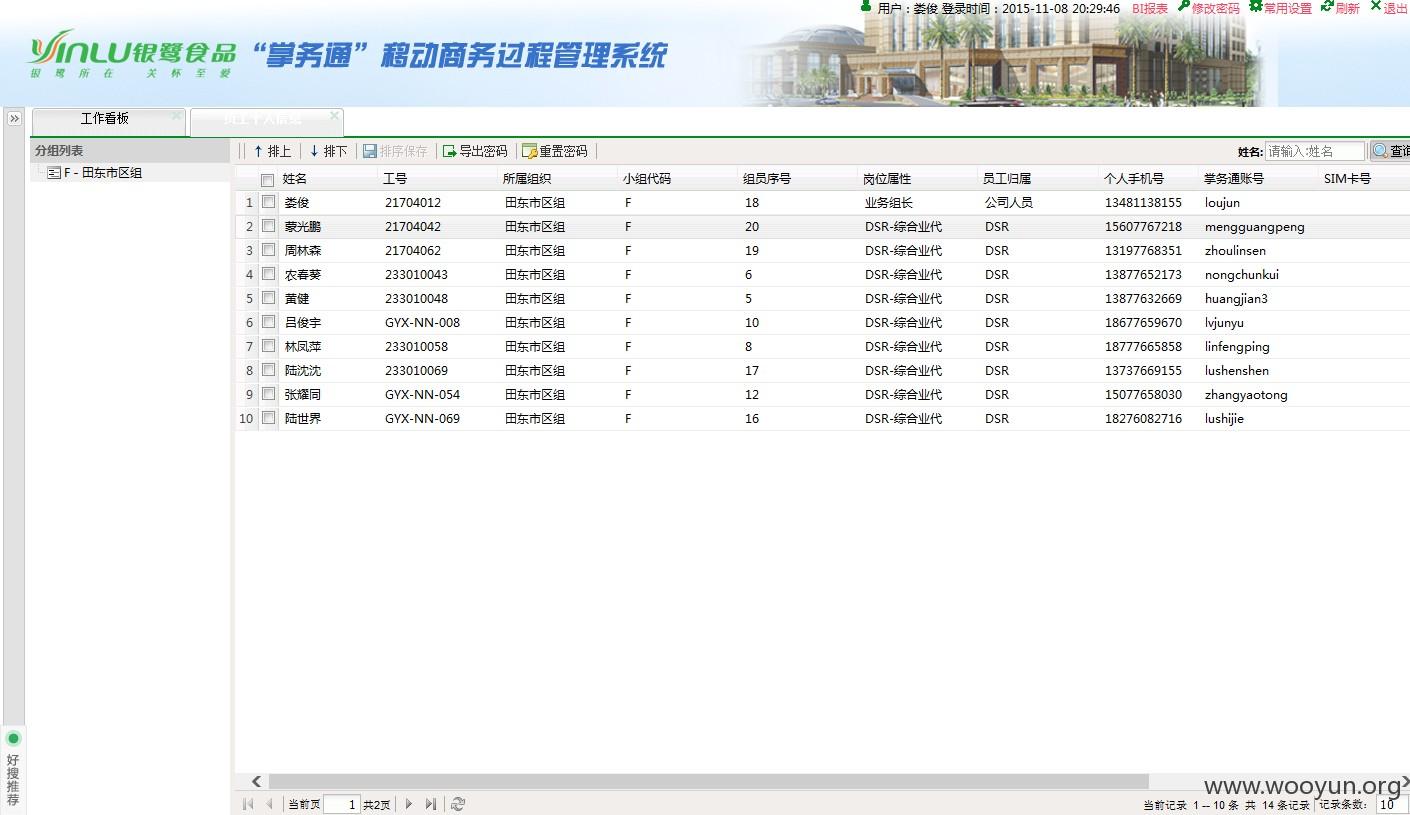 用户：娄俊 登录时间：2015-11-08 20:29:46 BI报表 修改密码 常用设置 刷新 退出
YINLU银鹭食品 “掌务通”移动商务过程管理系统
银鹭所在 关怀至爱
工作看板 员工个人信息
分组列表 排上 排下 排序保存 导出密码 重置密码 姓名: 请输入:姓名 查询
F - 田东市区组
姓名 工号 所属组织 小组代码 组员序号 岗位属性 员工归属 个人手机号 掌务通账号 SIM卡号
1 娄俊 21704012 田东市区组 F 18 业务组长 公司人员 13481138155 loujun
2 蒙光鹏 21704042 田东市区组 F 20 DSR-综合业代 DSR 15607767218 mengguangpeng
3 周林森 21704062 田东市区组 F 19 DSR-综合业代 DSR 13197768351 zhoulinsen
4 农春葵 233010043 田东市区组 F 6 DSR-综合业代 DSR 13877652173 nongchunkui
5 黄健 233010048 田东市区组 F 5 DSR-综合业代 DSR 13877632669 huangjian3
6 吕俊宇 GYX-NN-008 田东市区组 F 10 DSR-综合业代 DSR 18677659670 lvjunyu
7 林凤萍 233010058 田东市区组 F 8 DSR-综合业代 DSR 18777665858 linfengping
8 陆沈沈 233010069 田东市区组 F 17 DSR-综合业代 DSR 13737669155 lushenshen
9 张耀同 GYX-NN-054 田东市区组 F 12 DSR-综合业代 DSR 15077658030 zhangyaotong
10 陆世界 GYX-NN-069 田东市区组 F 16 DSR-综合业代 DSR 18276082716 lushijie
好搜推荐
www.wooyun.org
当前页 1 共2页 当前记录 1 -- 10 条 共 14 条记录 记录条数: 10